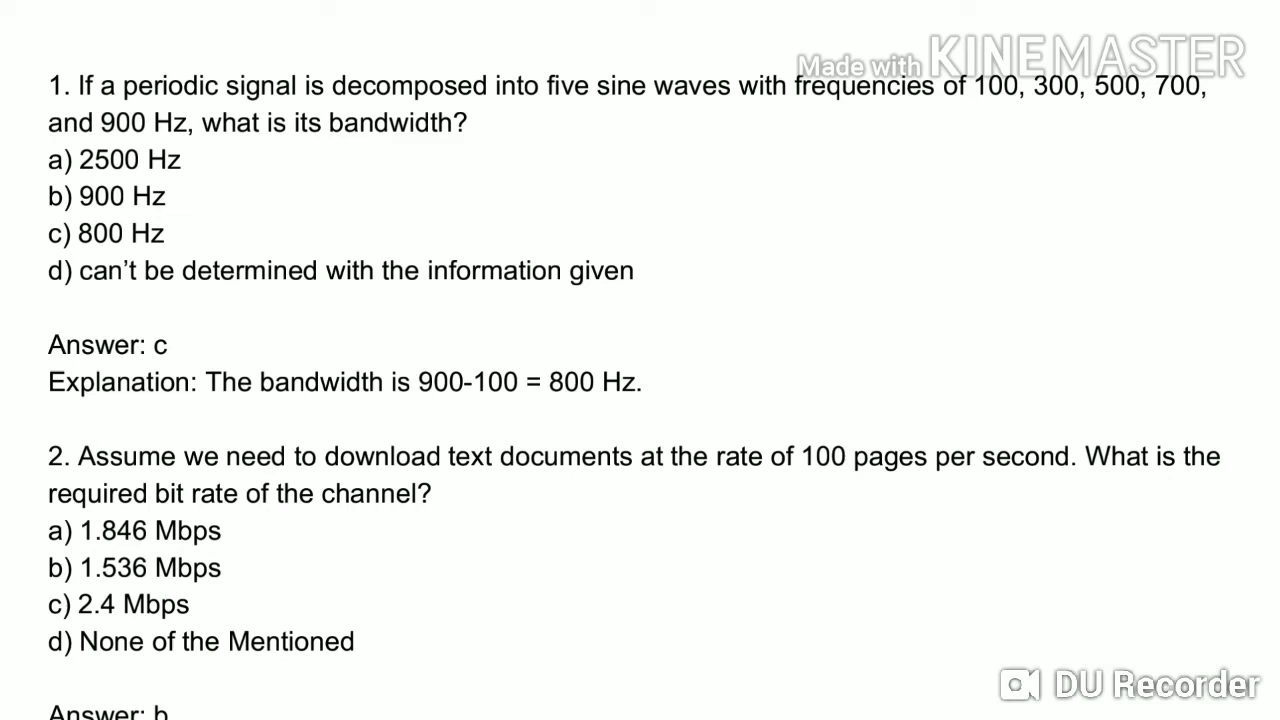 Made with KINEMASTER
1. If a periodic signal is decomposed into five sine waves with frequencies of 100, 300, 500, 700,
and 900 Hz, what is its bandwidth?
a) 2500 Hz
b) 900 Hz
c) 800 Hz
d) can't be determined with the information given
Answer: c
Explanation: The bandwidth is 900-100 = 800 Hz.
2. Assume we need to download text documents at the rate of 100 pages per second. What is the
required bit rate of the channel?
a) 1.846 Mbps
b) 1.536 Mbps
c) 2.4 Mbps
d) None of the Mentioned
DU Recorder
Answer: b